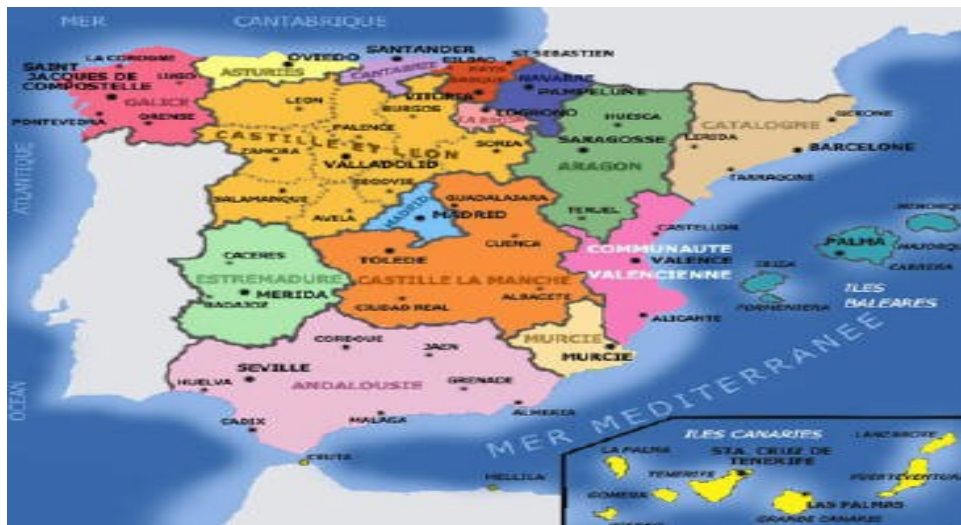 MER CANTABRIQUE
LA COROGNE
OVIEDO
SANTANDER
ST SEBASTIEN
SAINT
JACQUES DE
COMPOSTELLE
LUGO
ASTURIES
CANTABRIE
BILBAO
PAYS
BASQUE
NAVARRE
GALICE
VITORIA
PAMPELUNE
PONTEVEDRA
ORENSE
LEON
BURGOS
LOGRONO
LA RIOJA
HUESCA
GERONE
PALENCE
CATALOGNE
CASTILLE ET LEON
ZAMORA
VALLADOLID
SORIA
SARAGOSSE
LERIDA
BARCELONE
ARAGON
TARRAGONE
SEGOVIE
SALAMANQUE
AVELA
MADRID
MADRID
GUADALAJARA
TERUEL
CASTELLON
CUENCA
COMMUNAUTE
VALENCE
VALENCIENNE
PALMA
MINORQUE
MAJORQUE
CABRERA
IBIZA
FORMENTERA
ILES
BALEARES
CACERES
TOLEDE
ESTREMADURE
CASTILLE LA MANCHE
BADAJOZ
MERIDA
CIUDAD REAL
ALBACETE
ALICANTE
MURCIE
MURCIE
CORDOUE
JAEN
SEVILLE
HUELVA
ANDALOUSIE
GRENADE
CADIX
MALAGA
ALMERIA
CEUTA
MELLILA
MER MEDITERRANEE
OCEAN
ATLANTIQUE
ILES CANARIES
LANZAROTE
LA PALMA
STA. CRUZ DE
TENERIFE
TENERIFE
FUERTEVENTURA
GOMERA
LAS PALMAS
GRANDE CANARIE